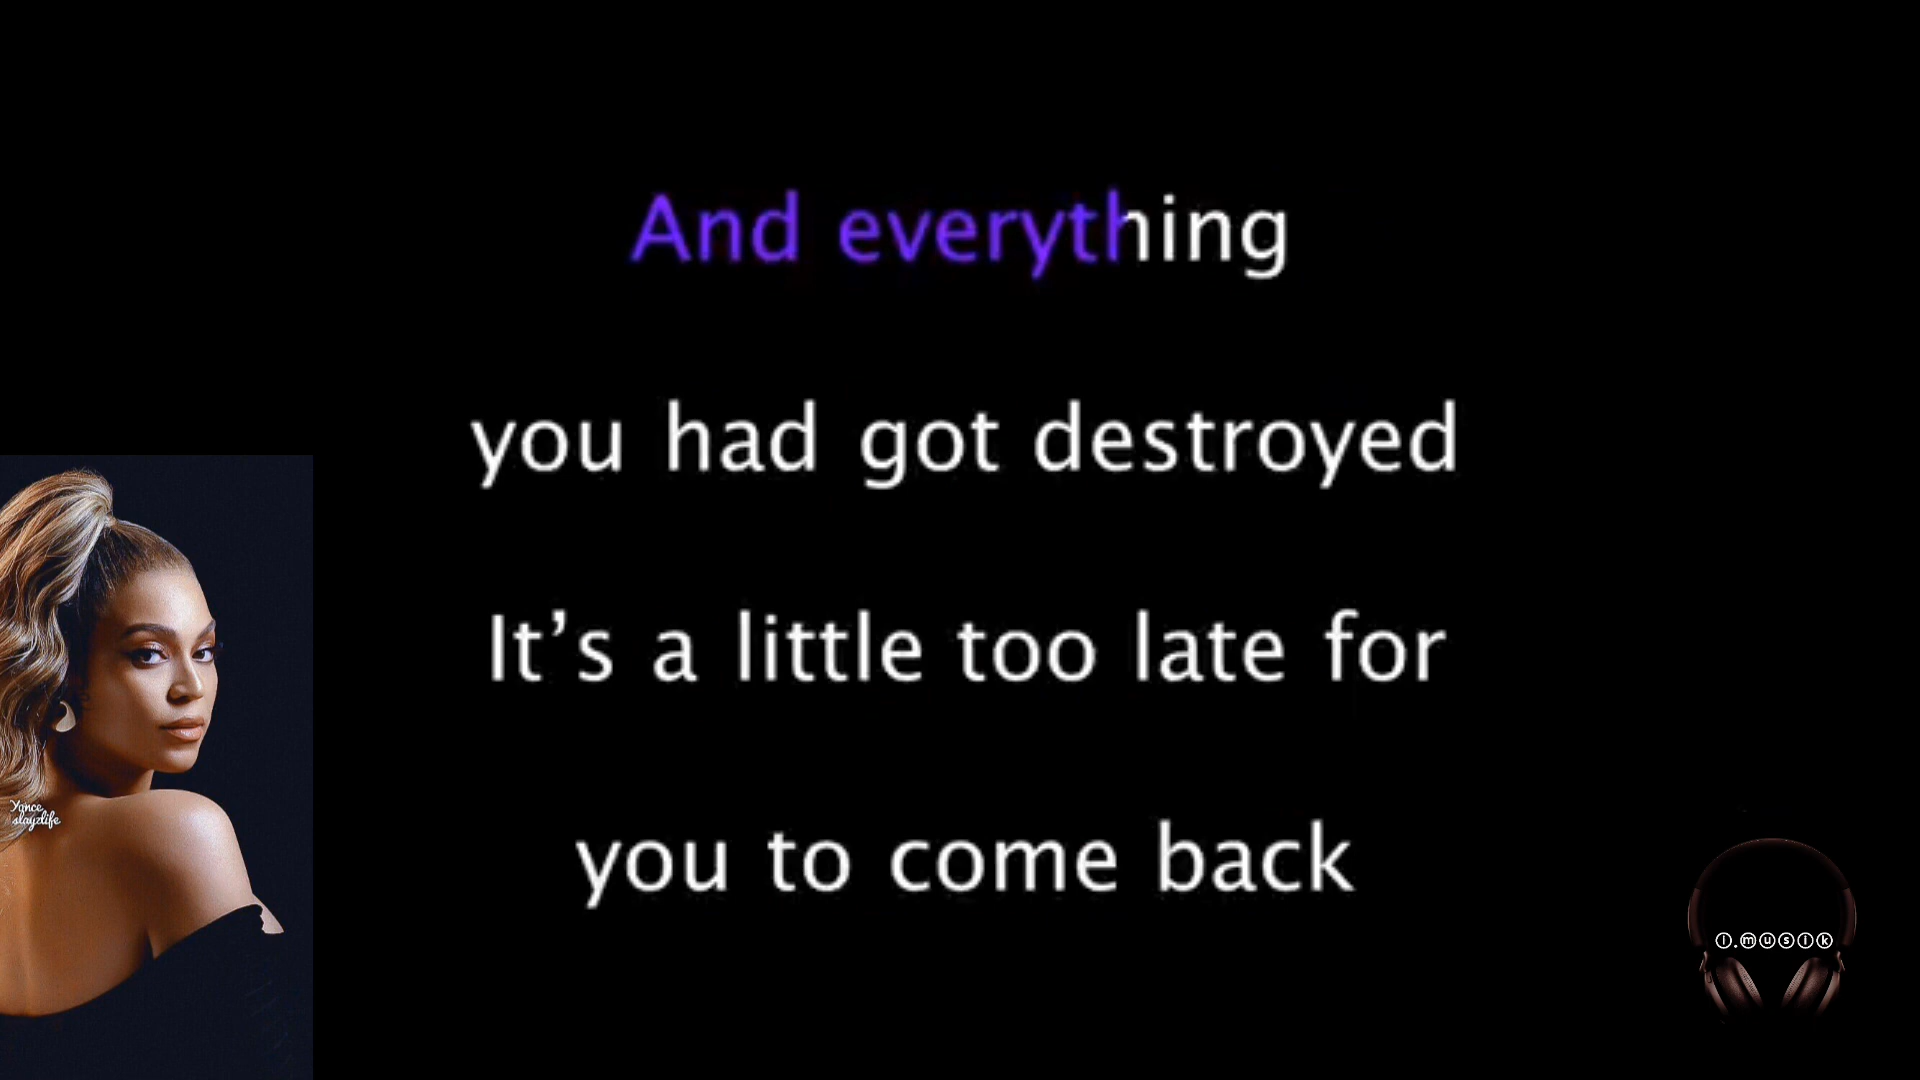 And everything
you had got destroyed
It’s a little too late for
you to come back
Yonce
slayzlife
i.musik